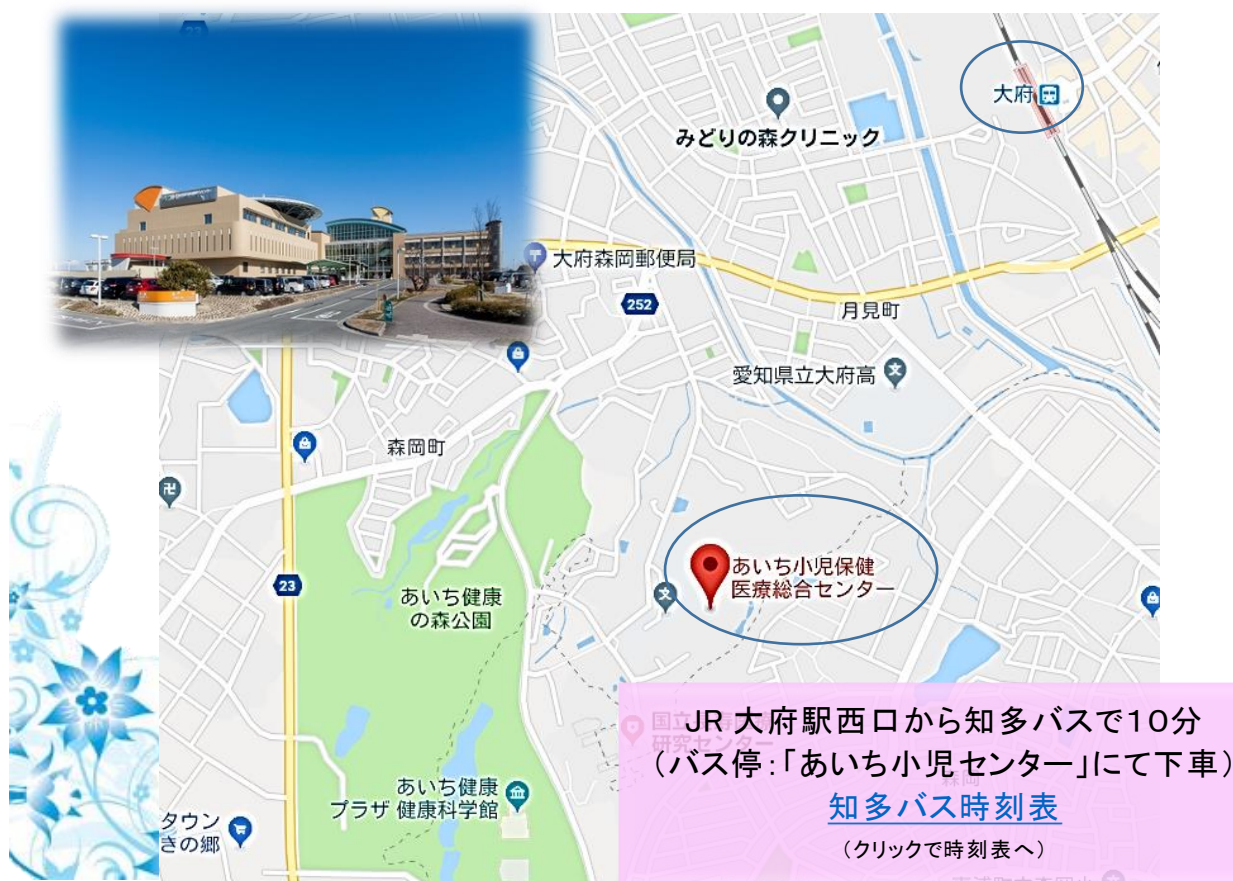 大府
みどりの森クリニック
大府森岡郵便局
252
月見町
愛知県立大府高
文
森岡町
卍
23
あいち小児保健
医療総合センター
文
あいち健康
の森公園
国立
研究センター
JR 大府駅西口から知多バスで10分
(バス停:「あいち小児センター」にて下車)
森岡
知多バス時刻表
(クリックで時刻表へ)
あいち健康
プラザ 健康科学館
タウン
きの郷